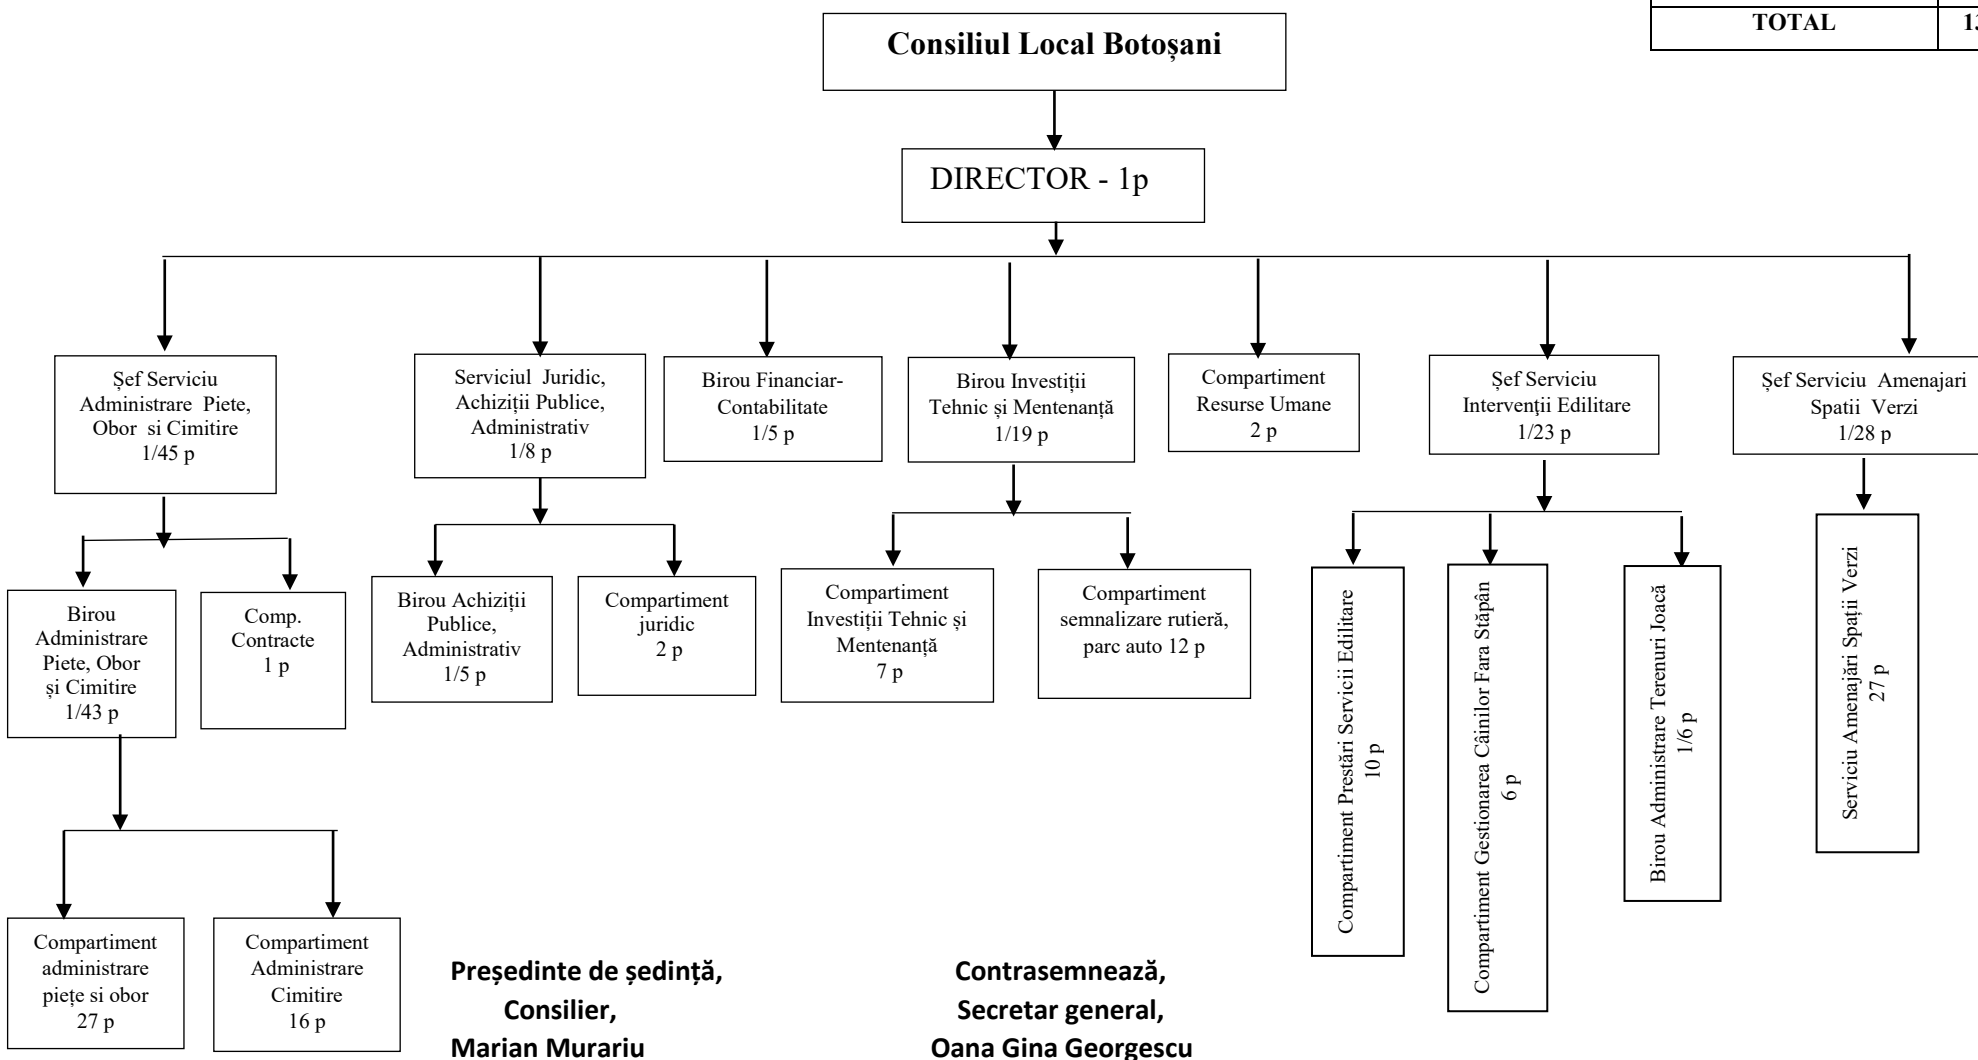 TOTAL
Consiliul Local Botoșani
DIRECTOR - 1p
Șef Serviciu
Administrare Piete,
Obor si Cimitire
1/45 p
Serviciul Juridic,
Achiziții Publice,
Administrativ
1/8 p
Birou Financiar-
Contabilitate
1/5 p
Birou Investiții
Tehnic și Mentenanță
1/19 p
Compartiment
Resurse Umane
2 p
Șef Serviciu
Intervenţii Edilitare
1/23 p
Șef Serviciu Amenajari
Spatii Verzi
1/28 p
Birou
Administrare
Piete, Obor
și Cimitire
1/43 p
Comp.
Contracte
1 p
Birou Achiziții
Publice,
Administrativ
1/5 p
Compartiment
juridic
2 p
Compartiment
Investiții Tehnic și
Mentenanță
7 p
Compartiment
semnalizare rutieră,
parc auto 12 p
Compartiment Prestări Servicii Edilitare
10 p
Compartiment Gestionarea Câinilor Fara Stăpân
6 p
Birou Administrare Terenuri Joacă
1/6 p
Serviciu Amenajări Spații Verzi
27 p
Compartiment
administrare
piețe si obor
27 p
Compartiment
Administrare
Cimitire
16 p
Președinte de ședință,
Consilier,
Marian Murariu
Contrasemnează,
Secretar general,
Oana Gina Georgescu